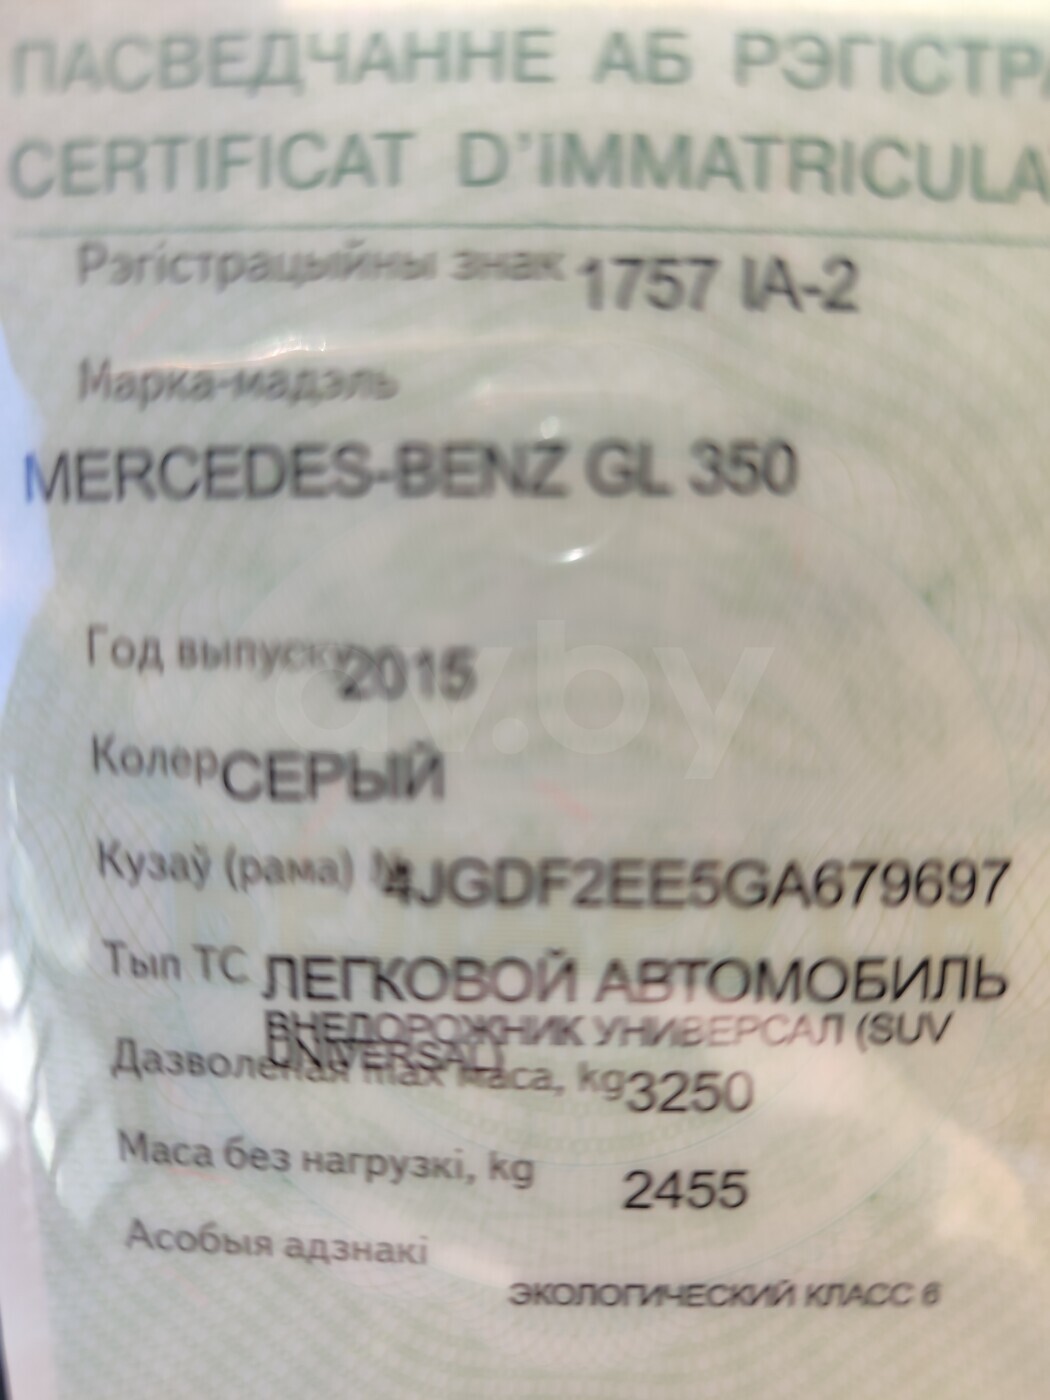 ПАСВЕДЧАННЕ АБ РЭГІСТРА
CERTIFICAT D'IMMATRICULA
Рэгістрацыйны знак 1757 IA-2
Марка-мадэль
MERCEDES-BENZ GL 350
Год выпуску 2015
av.by
Колер СЕРЫЙ
Кузаў (рама) № 4JGDF2EE5GA679697
Тып ТС ЛЕГКОВОЙ АВТОМОБИЛЬ
ВНЕДОРОЖНИК УНИВЕРСАЛ (SUV
UNIVERSAL)
Дазволеная max маса, kg 3250
Маса без нагрузкі, kg 2455
Асобыя адзнакі
ЭКОЛОГИЧЕСКИЙ КЛАСС 6